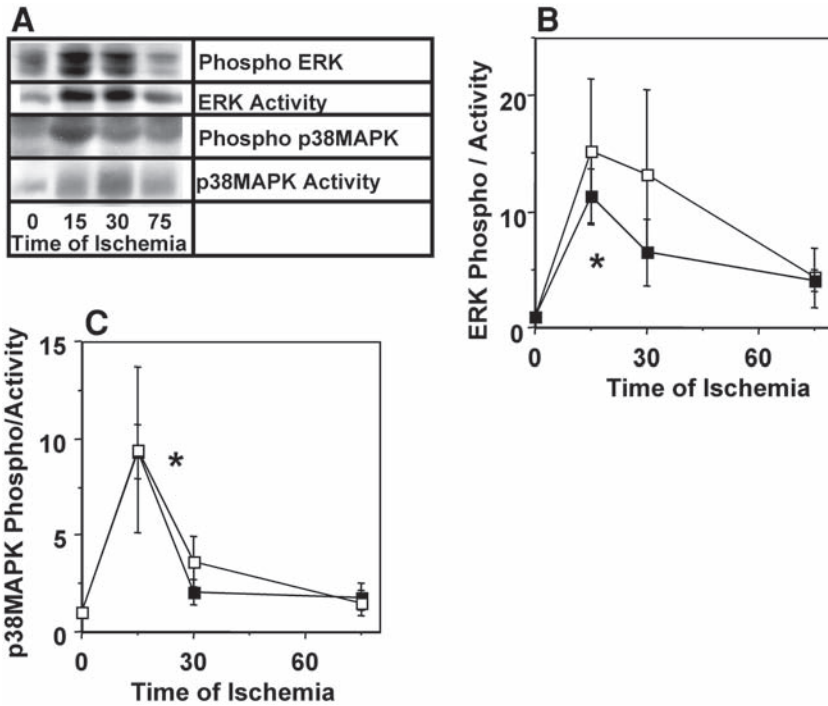 A
Phospho ERK
ERK Activity
Phospho p38MAPK
p38MAPK Activity
0 15 30 75
Time of Ischemia
B
ERK Phospho / Activity
20
10
0
*
0 30 60
Time of Ischemia
C
p38MAPK Phospho/Activity
15
10
5
0
*
0 30 60
Time of Ischemia